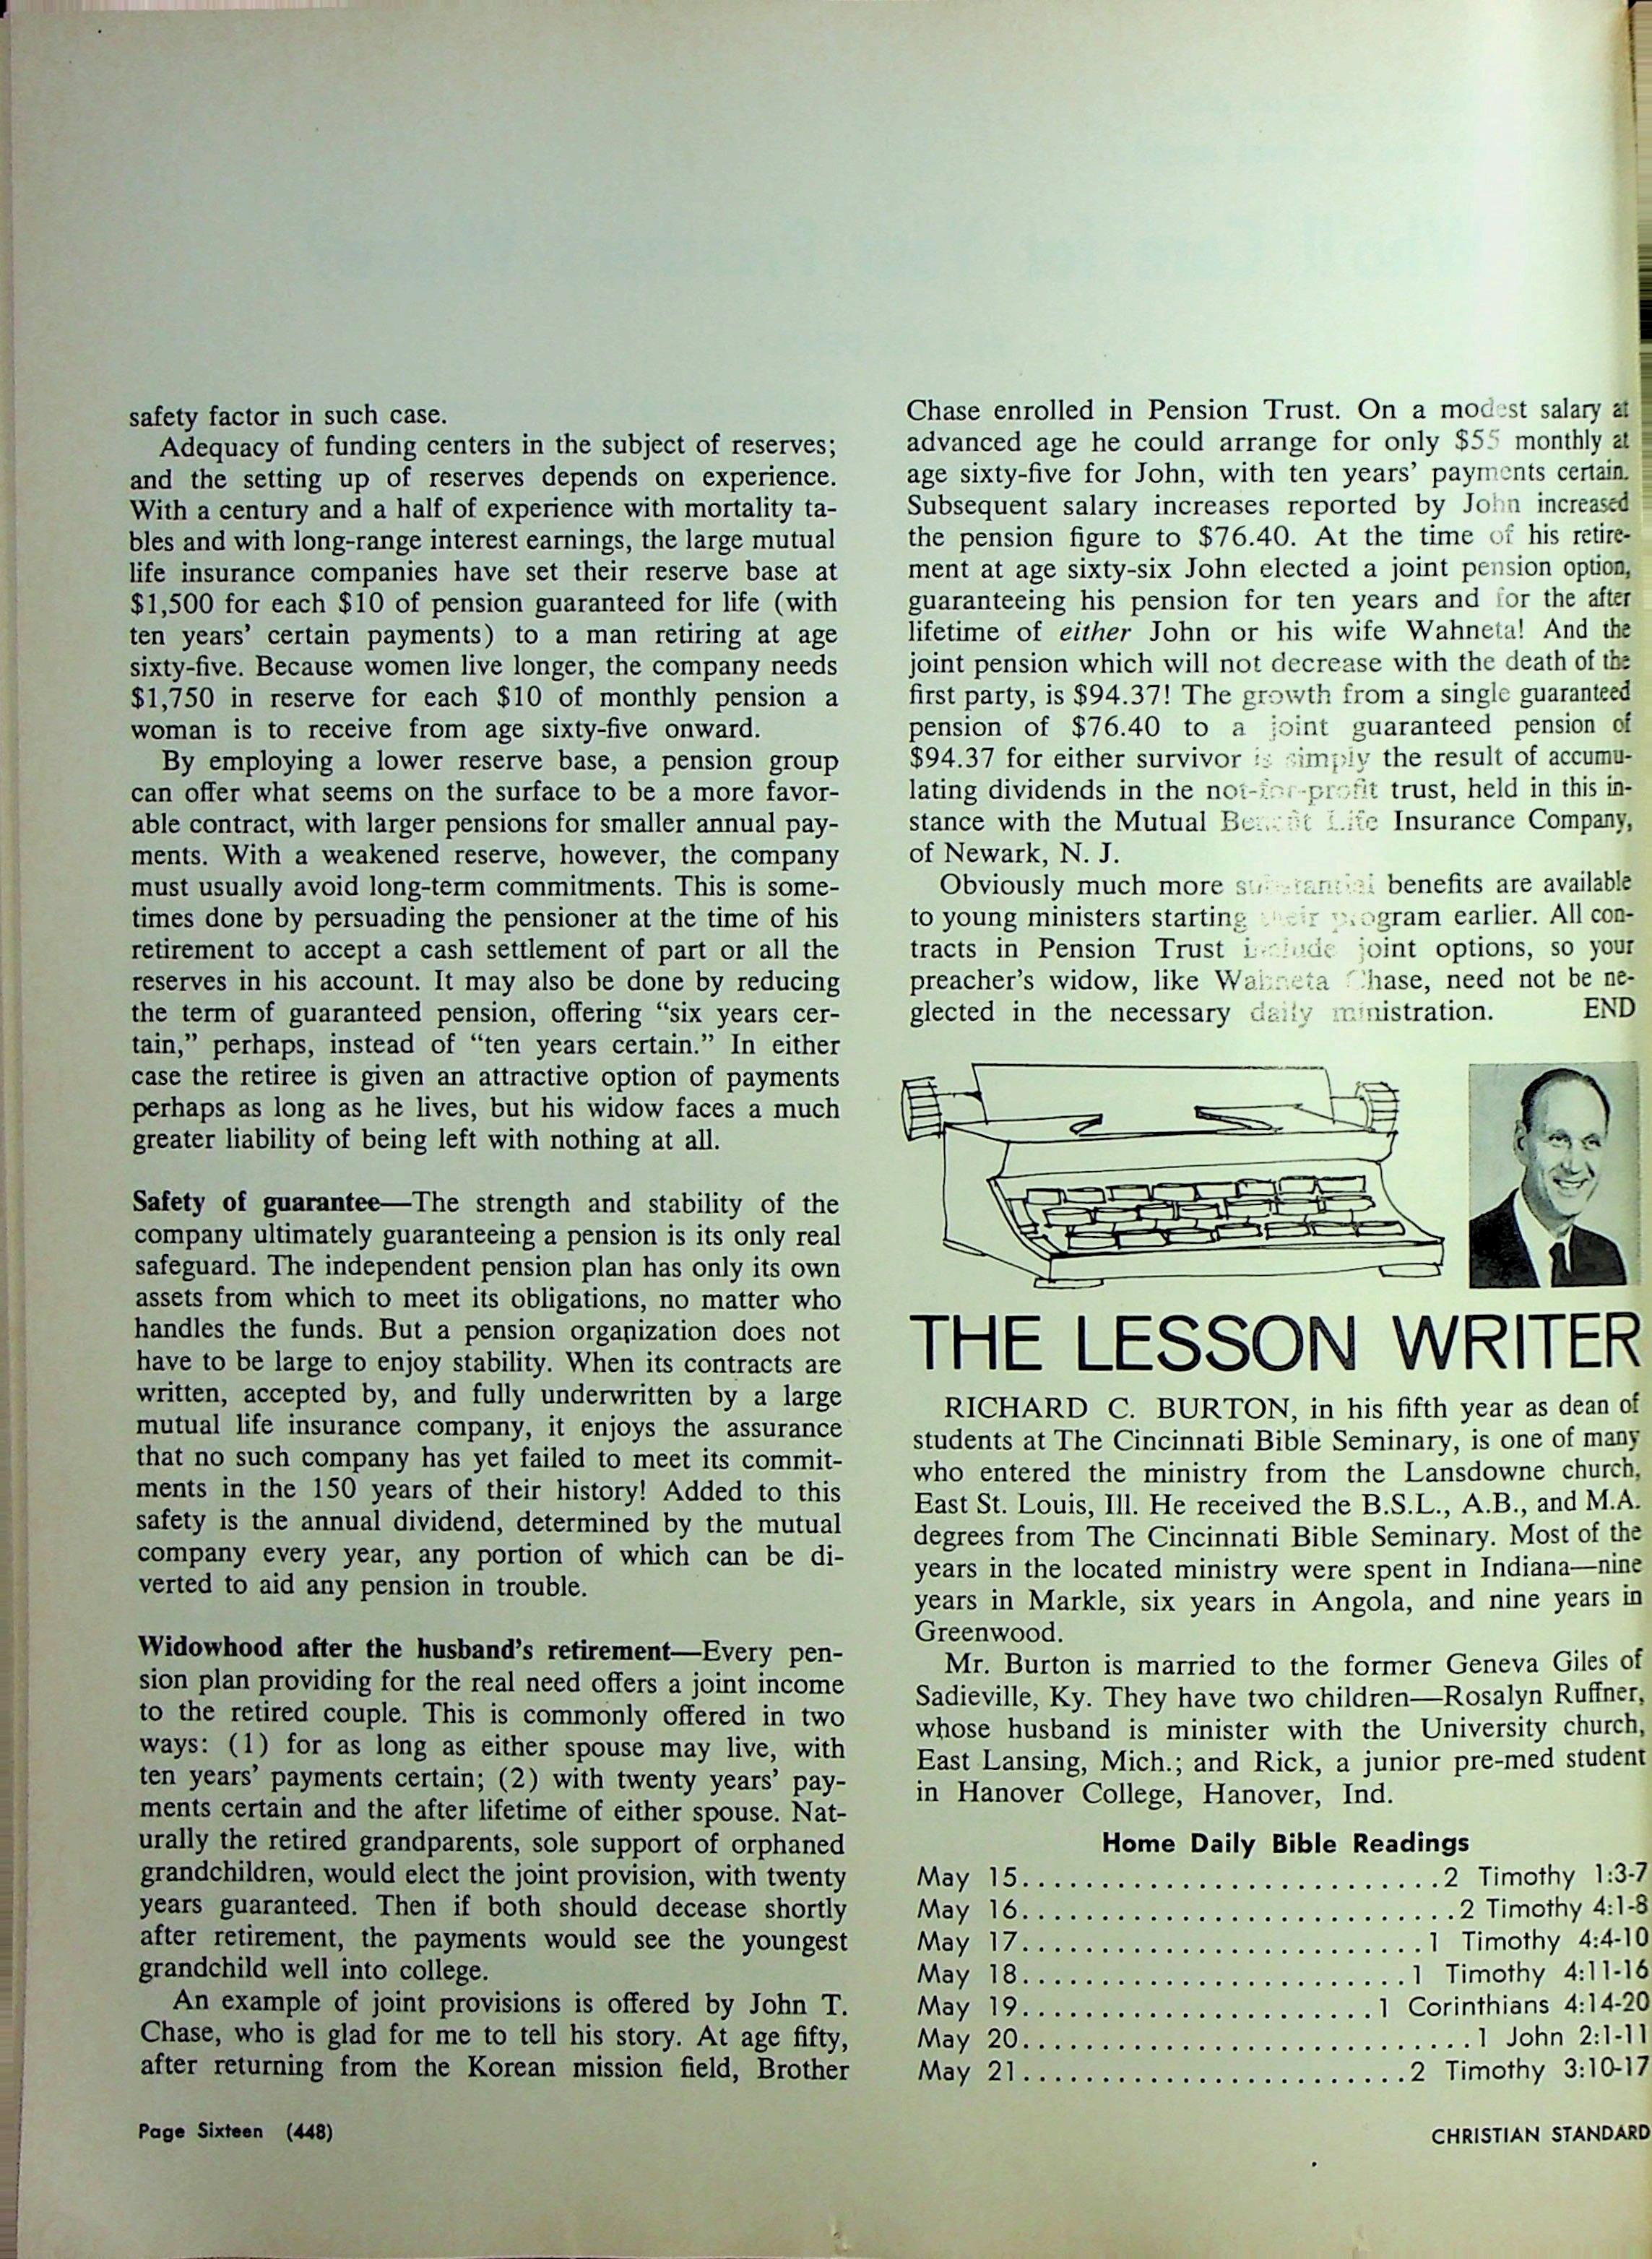 safety factor in such case.
Adequacy of funding centers in the subject of reserves;
and the setting up of reserves depends on experience.
With a century and a half of experience with mortality ta-
bles and with long-range interest earnings, the large mutual
life insurance companies have set their reserve base at
$1,500 for each $10 of pension guaranteed for life (with
ten years' certain payments) to a man retiring at age
sixty-five. Because women live longer, the company needs
$1,750 in reserve for each $10 of monthly pension a
woman is to receive from age sixty-five onward.
By employing a lower reserve base, a pension group
can offer what seems on the surface to be a more favor-
able contract, with larger pensions for smaller annual pay-
ments. With a weakened reserve, however, the company
must usually avoid long-term commitments. This is some-
times done by persuading the pensioner at the time of his
retirement to accept a cash settlement of part or all the
reserves in his account. It may also be done by reducing
the term of guaranteed pension, offering “six years cer-
tain,” perhaps, instead of “ten years certain.” In either
case the retiree is given an attractive option of payments
perhaps as long as he lives, but his widow faces a much
greater liability of being left with nothing at all.
Safety of guarantee—The strength and stability of the
company ultimately guaranteeing a pension is its only real
safeguard. The independent pension plan has only its own
assets from which to meet its obligations, no matter who
handles the funds. But a pension organization does not
have to be large to enjoy stability. When its contracts are
written, accepted by, and fully underwritten by a large
mutual life insurance company, it enjoys the assurance
that no such company has yet failed to meet its commit-
ments in the 150 years of their history! Added to this
safety is the annual dividend, determined by the mutual
company every year, any portion of which can be di-
verted to aid any pension in trouble.
Widowhood after the husband's retirement—Every pen-
sion plan providing for the real need offers a joint income
to the retired couple. This is commonly offered in two
ways: (1) for as long as either spouse may live, with
ten years' payments certain; (2) with twenty years' pay-
ments certain and the after lifetime of either spouse. Nat-
urally the retired grandparents, sole support of orphaned
grandchildren, would elect the joint provision, with twenty
years guaranteed. Then if both should decease shortly
after retirement, the payments would see the youngest
grandchild well into college.
An example of joint provisions is offered by John T.
Chase, who is glad for me to tell his story. At age fifty,
after returning from the Korean mission field, Brother
Chase enrolled in Pension Trust. On a modest salary at
advanced age he could arrange for only $55 monthly at
age sixty-five for John, with ten years' payments certain.
Subsequent salary increases reported by John increased
the pension figure to $76.40. At the time of his retire-
ment at age sixty-six John elected a joint pension option,
guaranteeing his pension for ten years and for the after
lifetime of either John or his wife Wahneta! And the
joint pension which will not decrease with the death of the
first party, is $94.37! The growth from a single guaranteed
pension of $76.40 to a joint guaranteed pension of
$94.37 for either survivor is simply the result of accumu-
lating dividends in the not-for-profit trust, held in this in-
stance with the Mutual Benefit Life Insurance Company,
of Newark, N. J.
Obviously much more substantial benefits are available
to young ministers starting their program earlier. All con-
tracts in Pension Trust include joint options, so your
preacher's widow, like Wahneta Chase, need not be ne-
glected in the necessary daily ministration. END
THE LESSON WRITER
RICHARD C. BURTON, in his fifth year as dean of
students at The Cincinnati Bible Seminary, is one of many
who entered the ministry from the Lansdowne church,
East St. Louis, Ill. He received the B.S.L., A.B., and M.A.
degrees from The Cincinnati Bible Seminary. Most of the
years in the located ministry were spent in Indiana—nine
years in Markle, six years in Angola, and nine years in
Greenwood.
Mr. Burton is married to the former Geneva Giles of
Sadieville, Ky. They have two children—Rosalyn Ruffner,
whose husband is minister with the University church,
East Lansing, Mich.; and Rick, a junior pre-med student
in Hanover College, Hanover, Ind.
Home Daily Bible Readings
May 15..........................2 Timothy 1:3-7
May 16...........................2 Timothy 4:1-8
May 17.........................1 Timothy 4:4-10
May 18........................1 Timothy 4:11-16
May 19......................1 Corinthians 4:14-20
May 20............................1 John 2:1-11
May 21........................2 Timothy 3:10-17
Page Sixteen (448)
CHRISTIAN STANDARD